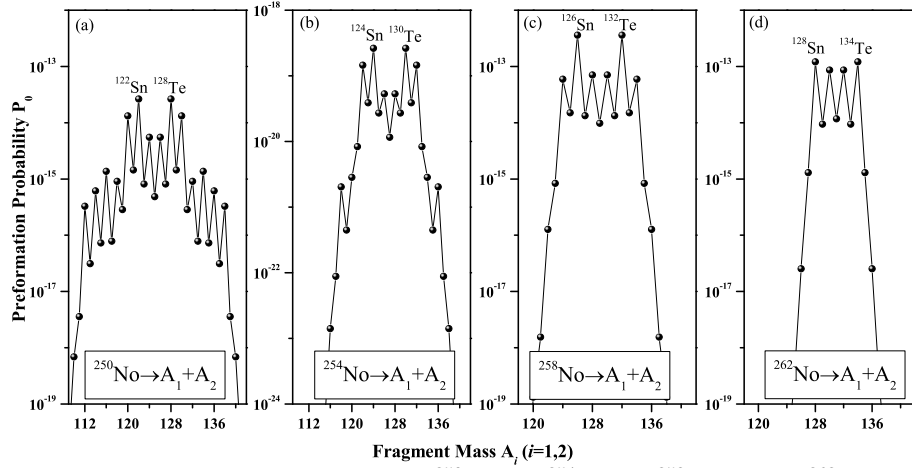 Preformation Probability P₀
(a)
¹²²Sn ¹²⁸Te
10⁻¹³
10⁻¹⁵
10⁻¹⁷
10⁻¹⁹
²⁵⁰No→A₁+A₂
112 120 128 136
(b)
¹²⁴Sn ¹³⁰Te
10⁻¹⁸
10⁻²⁰
10⁻²²
10⁻²⁴
²⁵⁴No→A₁+A₂
112 120 128 136
(c)
¹²⁶Sn ¹³²Te
10⁻¹³
10⁻¹⁵
10⁻¹⁷
10⁻¹⁹
²⁵⁸No→A₁+A₂
120 128 136
(d)
¹²⁸Sn ¹³⁴Te
10⁻¹³
10⁻¹⁵
10⁻¹⁷
10⁻¹⁹
²⁶²No→A₁+A₂
120 128 136
Fragment Mass Aᵢ (i=1,2)